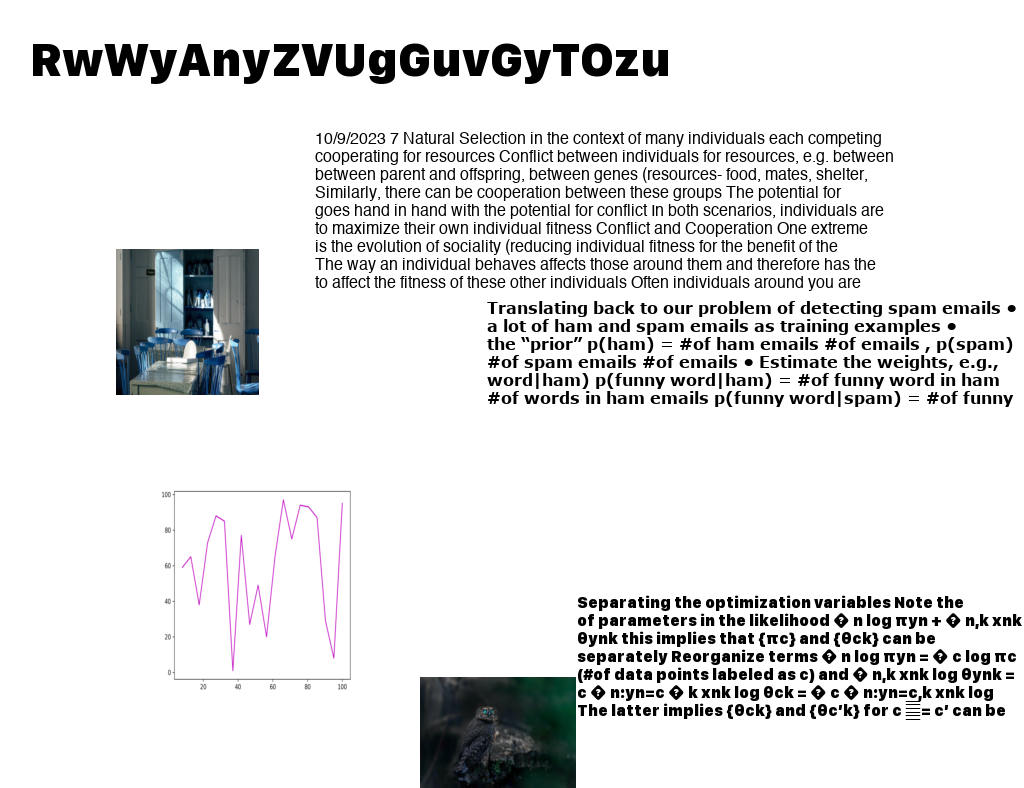 RwWyAnyZVUgGuvGyTOzu
10/9/2023 7 Natural Selection in the context of many individuals each competing
cooperating for resources Conflict between individuals for resources, e.g. between
between parent and offspring, between genes (resources- food, mates, shelter,
Similarly, there can be cooperation between these groups The potential for
goes hand in hand with the potential for conflict In both scenarios, individuals are
to maximize their own individual fitness Conflict and Cooperation One extreme
is the evolution of sociality (reducing individual fitness for the benefit of the
The way an individual behaves affects those around them and therefore has the
to affect the fitness of these other individuals Often individuals around you are
Translating back to our problem of detecting spam emails •
a lot of ham and spam emails as training examples •
the “prior” p(ham) = #of ham emails #of emails , p(spam)
#of spam emails #of emails • Estimate the weights, e.g.,
word|ham) p(funny word|ham) = #of funny word in ham
#of words in ham emails p(funny word|spam) = #of funny
100
80
60
40
20
0
20 40 60 80 100
Separating the optimization variables Note the
of parameters in the likelihood � n log πyn + � n,k xnk
θynk this implies that {πc} and {θck} can be
separately Reorganize terms � n log πyn = � c log πc
(#of data points labeled as c) and � n,k xnk log θynk =
c � n:yn=c � k xnk log θck = � c � n:yn=c,k xnk log
The latter implies {θck} and {θc′k} for c = c′ can be